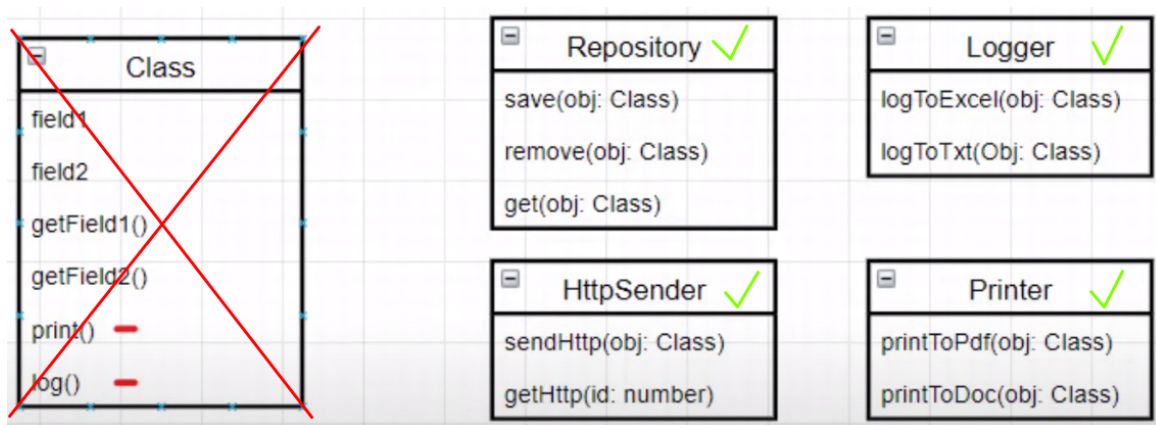 Class
field1
field2
getField1()
getField2()
print()
log()
Repository
save(obj: Class)
remove(obj: Class)
get(obj: Class)
Logger
logToExcel(obj: Class)
logToTxt(Obj: Class)
HttpSender
sendHttp(obj: Class)
getHttp(id: number)
Printer
printToPdf(obj: Class)
printToDoc(obj: Class)